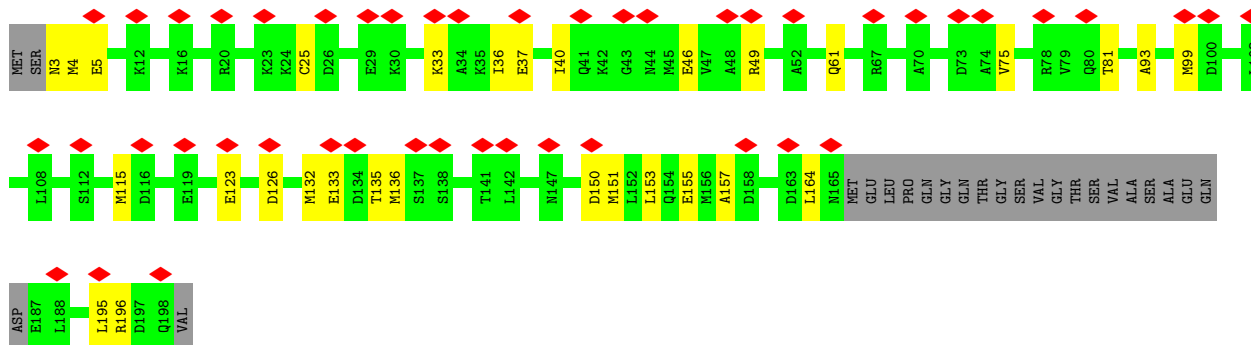 MET SER N3 M4 E5 K12 K16 R20 K23 K24 C25 D26 E29 K30 K33 A34 K35 I36 E37 I40 Q41 K42 G43 N44 M45 E46 V47 A48 R49 A52 Q61 R67 A70 D73 A74 V75 R78 V79 Q80 T81 A93 M99 D100
L108 S112 M115 D116 E119 E123 D126 M132 E133 D134 T135 M136 S137 S138 T141 L142 N147 D150 M151 L152 L153 Q154 E155 M156 A157 D158 D163 L164 N165 MET GLU LEU PRO GLN GLY GLN THR GLY SER VAL GLY THR SER VAL ALA SER ALA GLU GLN
ASP E187 L188 L195 R196 D197 Q198 VAL